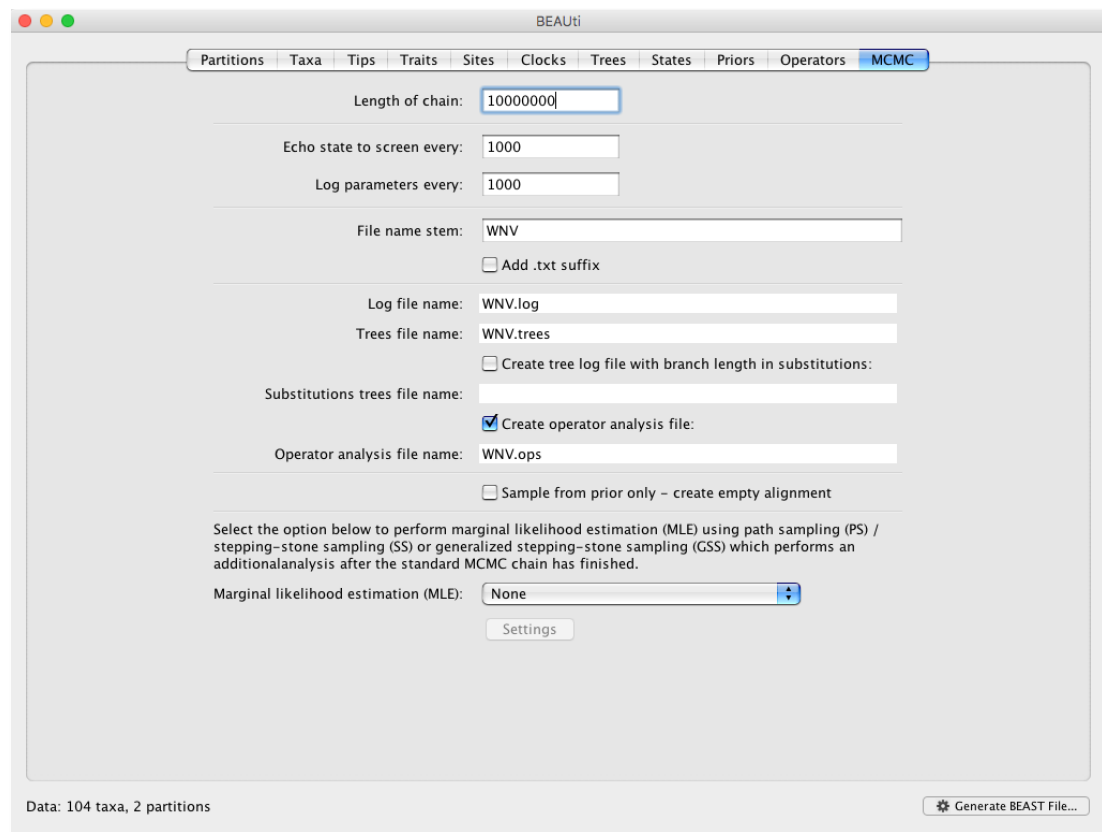 BEAUti
Partitions Taxa Tips Traits Sites Clocks Trees States Priors Operators MCMC
Length of chain: 10000000
Echo state to screen every: 1000
Log parameters every: 1000
File name stem: WNV
Add .txt suffix
Log file name: WNV.log
Trees file name: WNV.trees
Create tree log file with branch length in substitutions:
Substitutions trees file name:
Create operator analysis file:
Operator analysis file name: WNV.ops
Sample from prior only – create empty alignment
Select the option below to perform marginal likelihood estimation (MLE) using path sampling (PS) /
stepping-stone sampling (SS) or generalized stepping-stone sampling (GSS) which performs an
additionalanalysis after the standard MCMC chain has finished.
Marginal likelihood estimation (MLE): None
Settings
Data: 104 taxa, 2 partitions
Generate BEAST File...